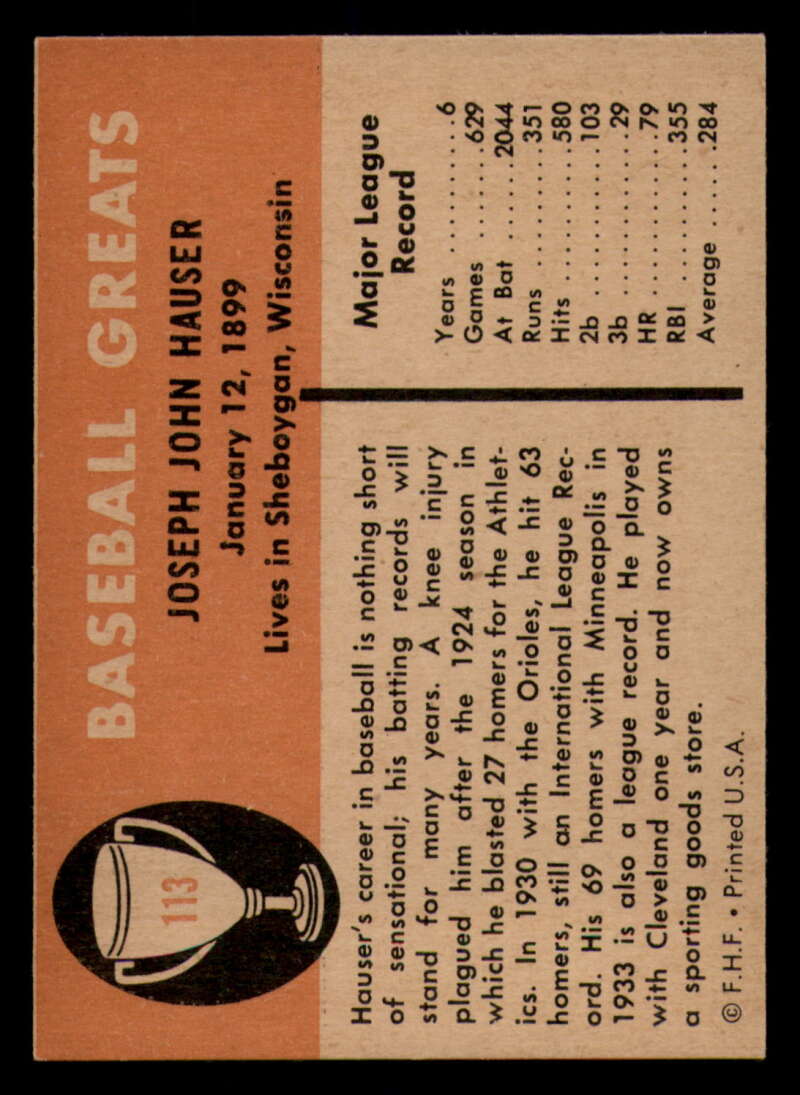 BASEBALL GREATS
JOSEPH JOHN HAUSER
January 12, 1899
Lives in Sheboygan, Wisconsin
113
Hauser's career in baseball is nothing short
of sensational; his batting records will
stand for many years. A knee injury
plagued him after the 1924 season in
which he blasted 27 homers for the Athlet-
ics. In 1930 with the Orioles, he hit 63
homers, still an International League Rec-
ord. His 69 homers with Minneapolis in
1933 is also a league record. He played
with Cleveland one year and now owns
a sporting goods store.
© F.H.F. • Printed U.S.A.
Major League
Record
Years ..........6
Games .......629
At Bat ......2044
Runs ........351
Hits .........580
2b ..........103
3b ...........29
HR ...........79
RBI .........355
Average ......284